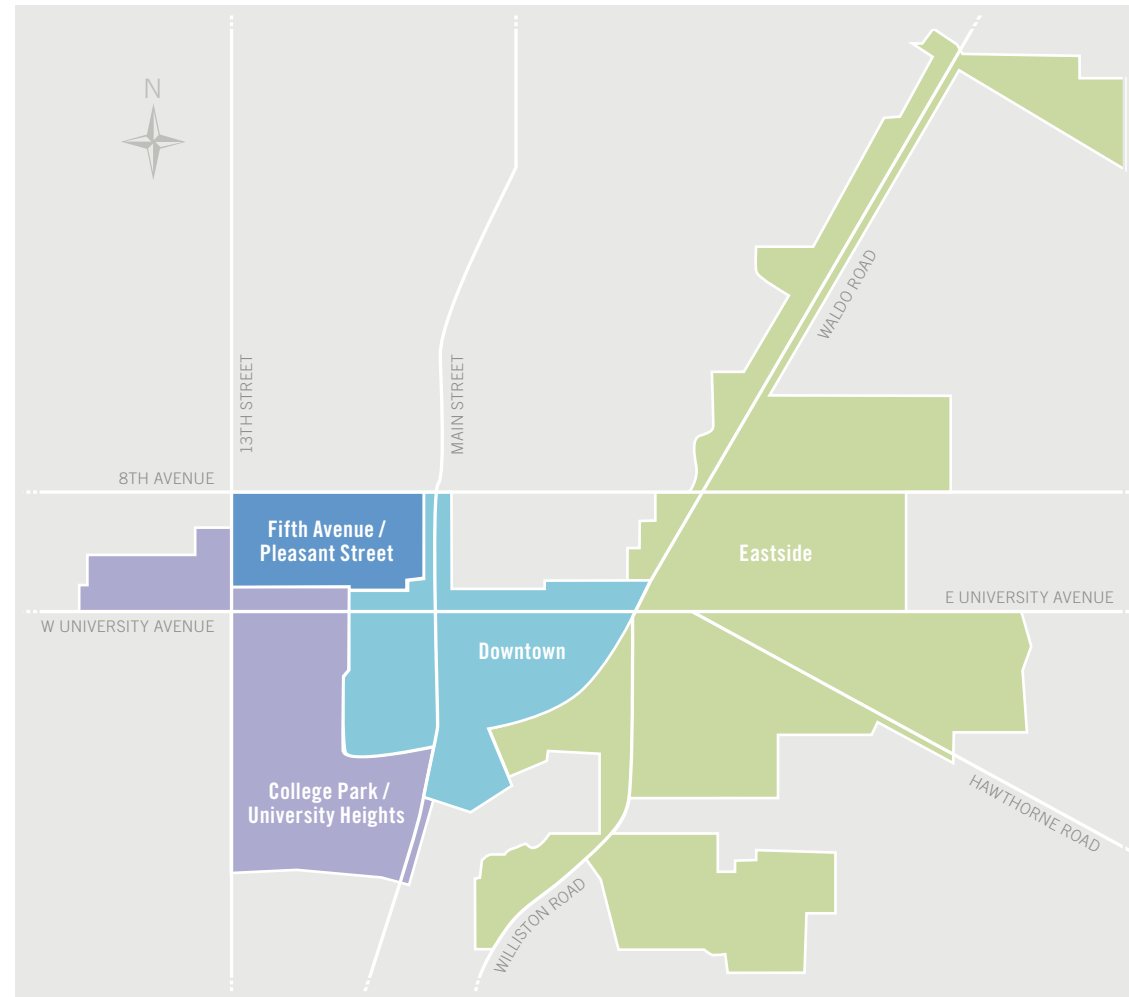 N
WALDO ROAD
13TH STREET
MAIN STREET
8TH AVENUE
Fifth Avenue /
Pleasant Street
Eastside
E UNIVERSITY AVENUE
W UNIVERSITY AVENUE
Downtown
College Park /
University Heights
HAWTHORNE ROAD
WILLISTON ROAD